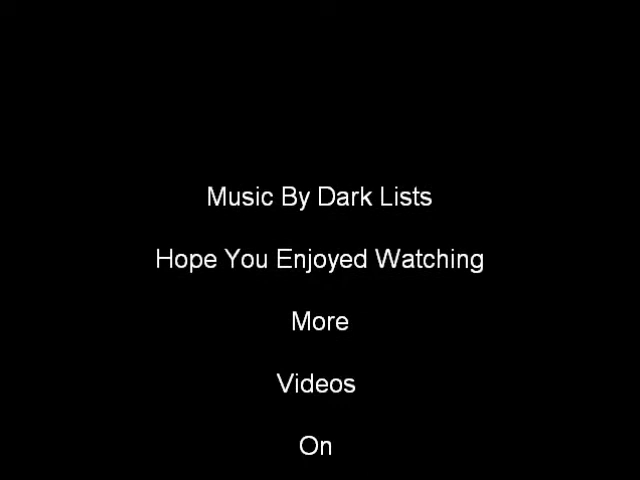 Music By Dark Lists
Hope You Enjoyed Watching
More
Videos
On